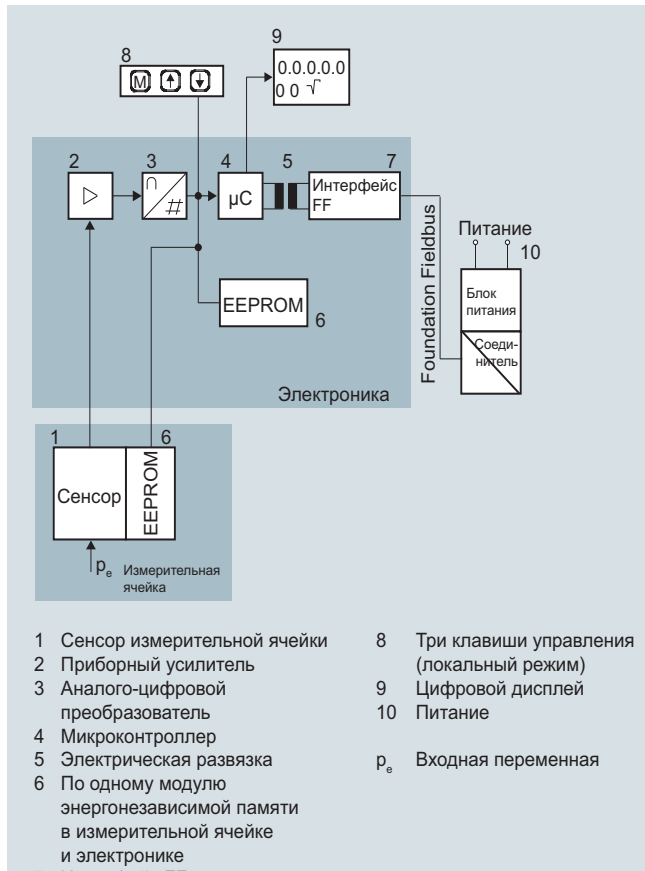 9
8
0.0.0.0.0
M
0 0 √
2
3
4
5
7
μC
Интерфейс
FF
#
Питание
10
EEPROM
6
Foundation Fieldbus
Блок
питания
Соеди-
нитель
Электроника
1
6
Сенсор
EEPROM
pe Измерительная
ячейка
1 Сенсор измерительной ячейки
2 Приборный усилитель
3 Аналого-цифровой
преобразователь
4 Микроконтроллер
5 Электрическая развязка
6 По одному модулю
энергонезависимой памяти
в измерительной ячейке
и электронике
8 Три клавиши управления
(локальный режим)
9 Цифровой дисплей
10 Питание
pe Входная переменная